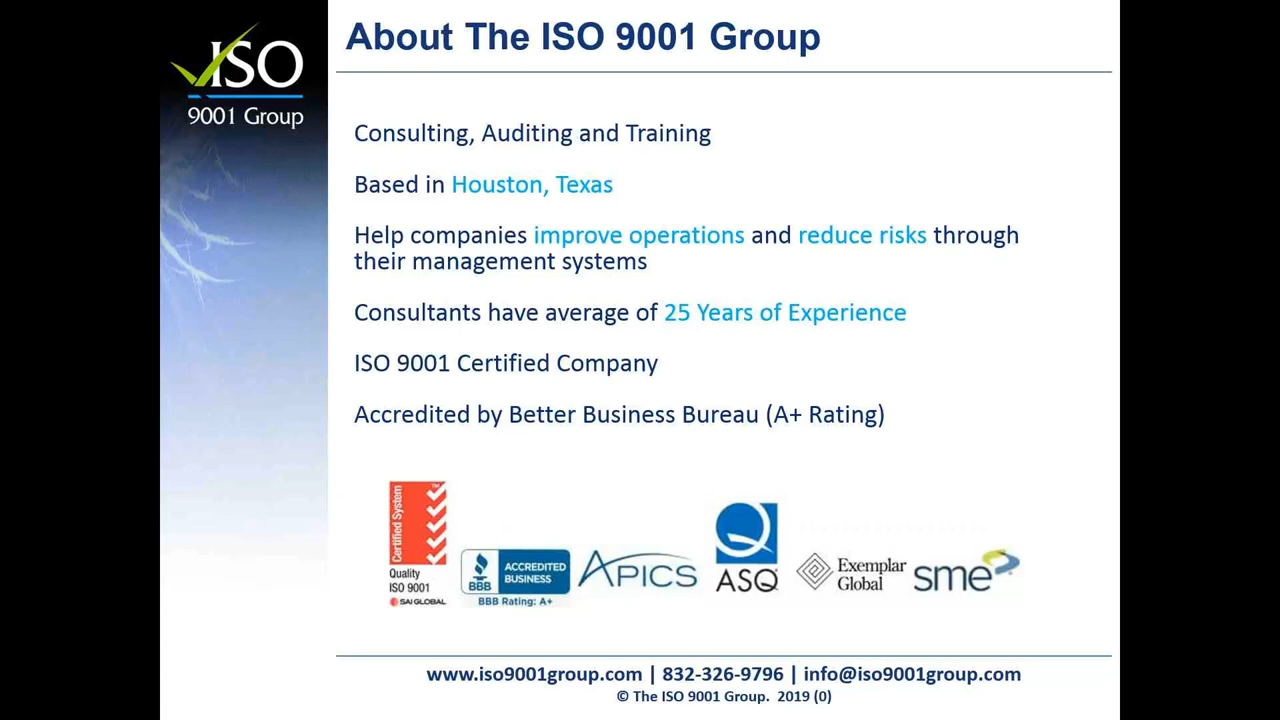 ISO
9001 Group
About The ISO 9001 Group
Consulting, Auditing and Training
Based in Houston, Texas
Help companies improve operations and reduce risks through
their management systems
Consultants have average of 25 Years of Experience
ISO 9001 Certified Company
Accredited by Better Business Bureau (A+ Rating)
Certified System
TM
Quality
ISO 9001
SAI GLOBAL
BBB
ACCREDITED
BUSINESS
BBB Rating: A+
APICS
ASQ
Exemplar
Global
sme
www.iso9001group.com | 832-326-9796 | info@iso9001group.com
© The ISO 9001 Group. 2019 (0)